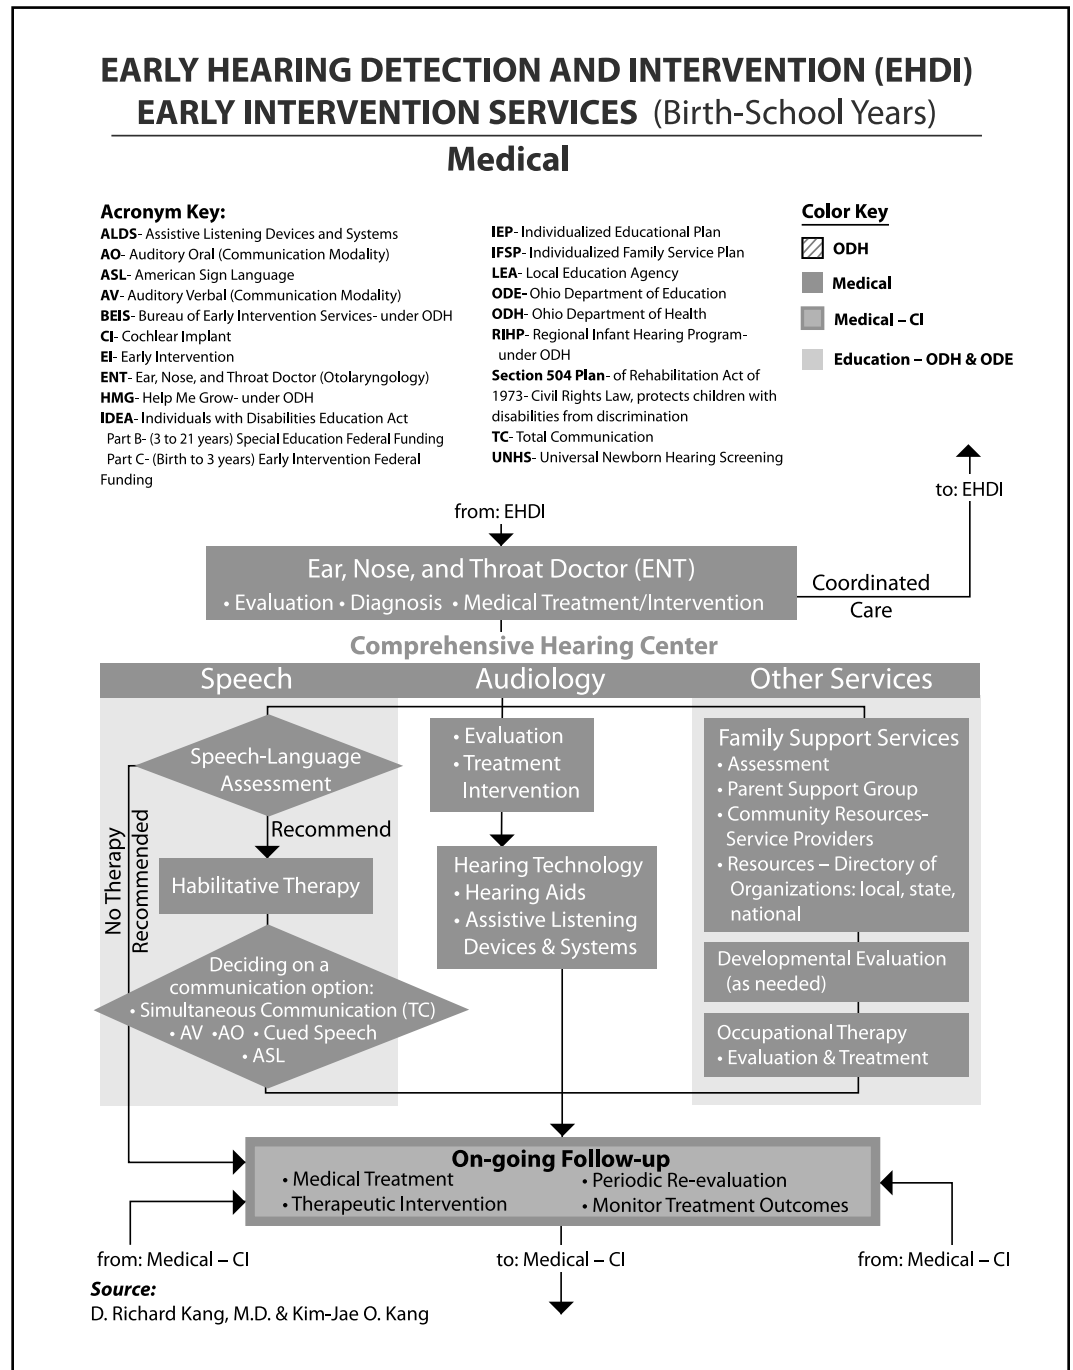 EARLY HEARING DETECTION AND INTERVENTION (EHDI)
EARLY INTERVENTION SERVICES (Birth-School Years)
Medical
Acronym Key:
ALDS- Assistive Listening Devices and Systems
AO- Auditory Oral (Communication Modality)
ASL- American Sign Language
AV- Auditory Verbal (Communication Modality)
BEIS- Bureau of Early Intervention Services- under ODH
CI- Cochlear Implant
EI- Early Intervention
ENT- Ear, Nose, and Throat Doctor (Otolaryngology)
HMG- Help Me Grow- under ODH
IDEA- Individuals with Disabilities Education Act
Part B- (3 to 21 years) Special Education Federal Funding
Part C- (Birth to 3 years) Early Intervention Federal
Funding
IEP- Individualized Educational Plan
IFSP- Individualized Family Service Plan
LEA- Local Education Agency
ODE- Ohio Department of Education
ODH- Ohio Department of Health
RIHP- Regional Infant Hearing Program-
under ODH
Section 504 Plan- of Rehabilitation Act of
1973- Civil Rights Law, protects children with
disabilities from discrimination
TC- Total Communication
UNHS- Universal Newborn Hearing Screening
Color Key
ODH
Medical
Medical – CI
Education – ODH & ODE
to: EHDI
from: EHDI
Ear, Nose, and Throat Doctor (ENT)
• Evaluation • Diagnosis • Medical Treatment/Intervention
Coordinated
Care
Comprehensive Hearing Center
Speech
Audiology
Other Services
Speech-Language
Assessment
No Therapy
Recommended
Recommend
Habilitative Therapy
Deciding on a
communication option:
• Simultaneous Communication (TC)
• AV •AO • Cued Speech
• ASL
• Evaluation
• Treatment
Intervention
Hearing Technology
• Hearing Aids
• Assistive Listening
Devices & Systems
Family Support Services
• Assessment
• Parent Support Group
• Community Resources-
Service Providers
• Resources – Directory of
Organizations: local, state,
national
Developmental Evaluation
(as needed)
Occupational Therapy
• Evaluation & Treatment
On-going Follow-up
• Medical Treatment
• Therapeutic Intervention
• Periodic Re-evaluation
• Monitor Treatment Outcomes
from: Medical – CI
to: Medical – CI
from: Medical – CI
Source:
D. Richard Kang, M.D. & Kim-Jae O. Kang